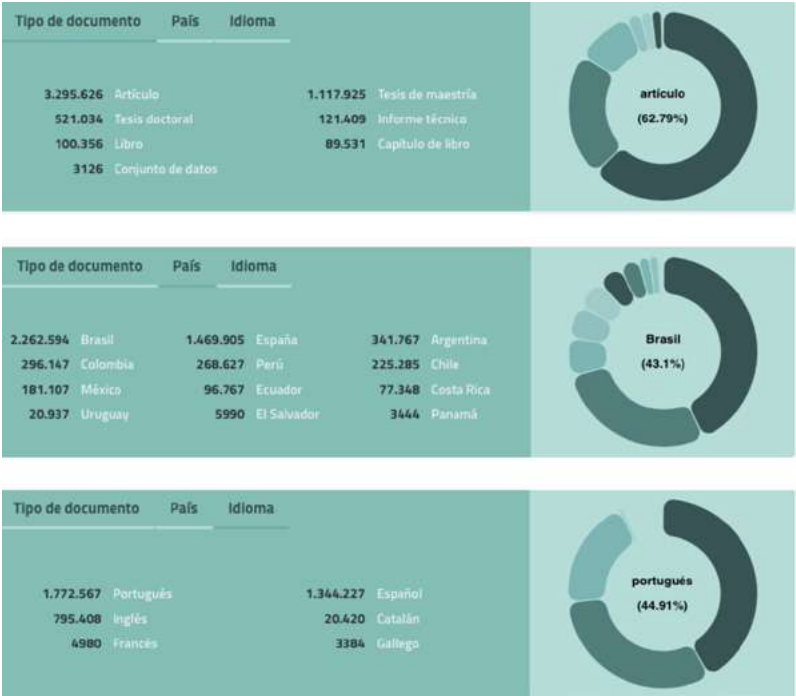 Tipo de documento País Idioma
3.295.626 Artículo 1.117.925 Tesis de maestría
521.034 Tesis doctoral 121.409 Informe técnico
100.356 Libro 89.531 Capítulo de libro
3126 Conjunto de datos
artículo
(62.79%)
Tipo de documento País Idioma
2.262.594 Brasil 1.469.905 España 341.767 Argentina
296.147 Colombia 268.627 Perú 225.285 Chile
181.107 México 96.767 Ecuador 77.348 Costa Rica
20.937 Uruguay 5990 El Salvador 3444 Panamá
Brasil
(43.1%)
Tipo de documento País Idioma
1.772.567 Portugués 1.344.227 Español
795.408 Inglés 20.420 Catalán
4980 Francés 3384 Gallego
portugués
(44.91%)